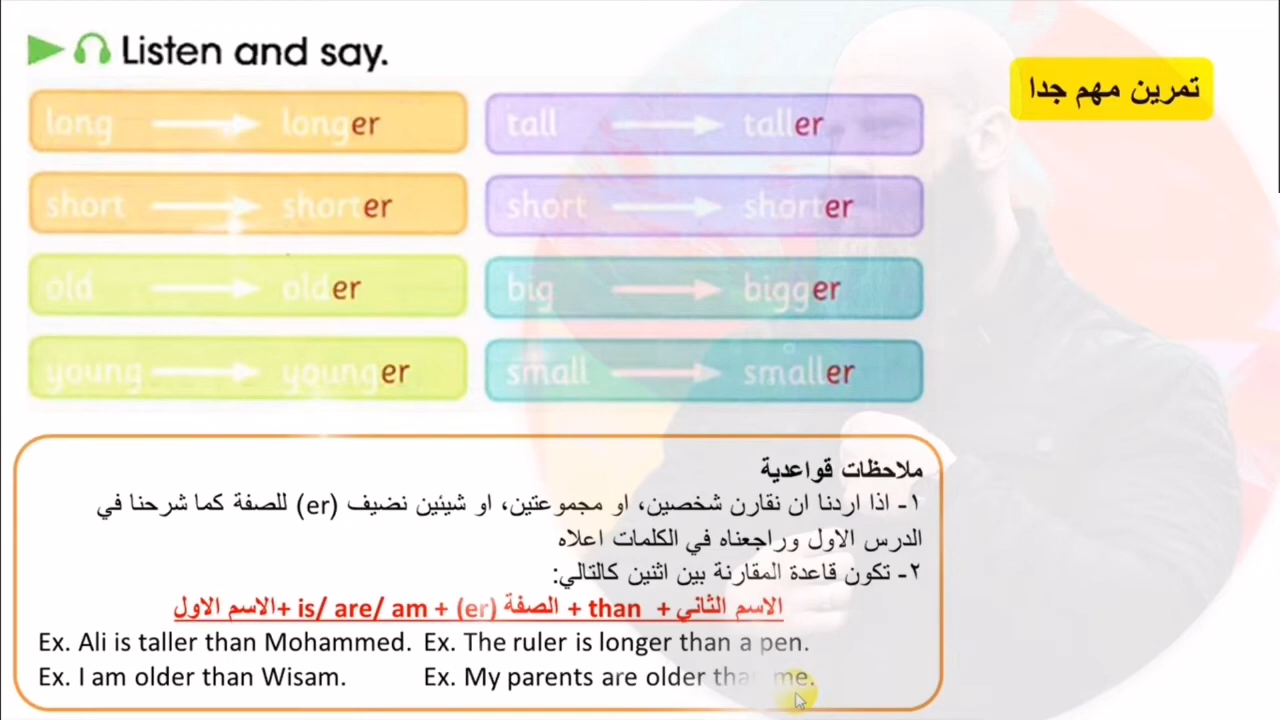 Listen and say.
تمرين مهم جدا
long longer
tall taller
short shorter
short shorter
old older
big bigger
young younger
small smaller
ملاحظات قواعدية
١- اذا اردنا ان نقارن شخصين، او مجموعتين، او شيئين نضيف (er) للصفة كما شرحنا في
الدرس الاول وراجعناه في الكلمات اعلاه
٢- تكون قاعدة المقارنة بين اثنين كالتالي:
الاسم الاول+ is/ are/ am + (er) الصفة + than + الاسم الثاني
Ex. Ali is taller than Mohammed. Ex. The ruler is longer than a pen.
Ex. I am older than Wisam. Ex. My parents are older than me.